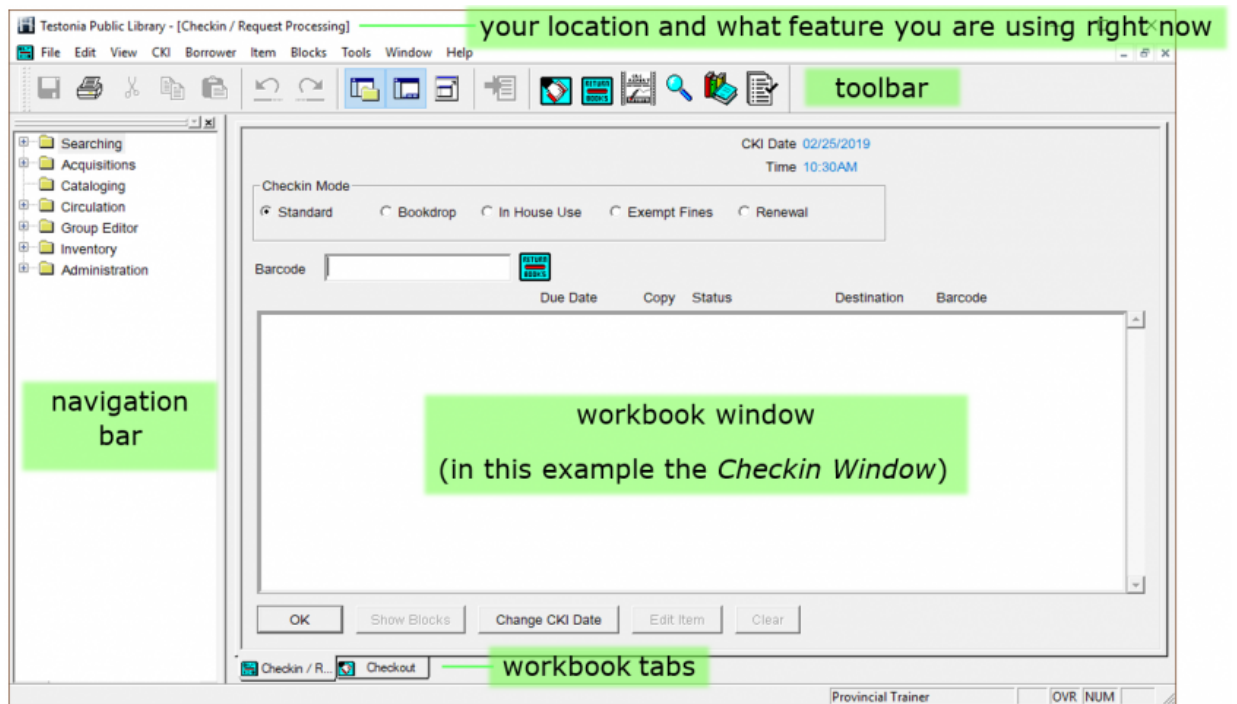 Testonia Public Library - [Checkin / Request Processing]
your location and what feature you are using right now
File Edit View CKI Borrower Item Blocks Tools Window Help
RETURN BOOKS
toolbar
Searching
Acquisitions
Cataloging
Circulation
Group Editor
Inventory
Administration
navigation
bar
CKI Date 02/25/2019
Time 10:30AM
Checkin Mode
Standard Bookdrop In House Use Exempt Fines Renewal
Barcode
RETURN BOOKS
Due Date Copy Status Destination Barcode
workbook window
(in this example the Checkin Window)
OK Show Blocks Change CKI Date Edit Item Clear
Checkin / R... Checkout
workbook tabs
Provincial Trainer OVR NUM